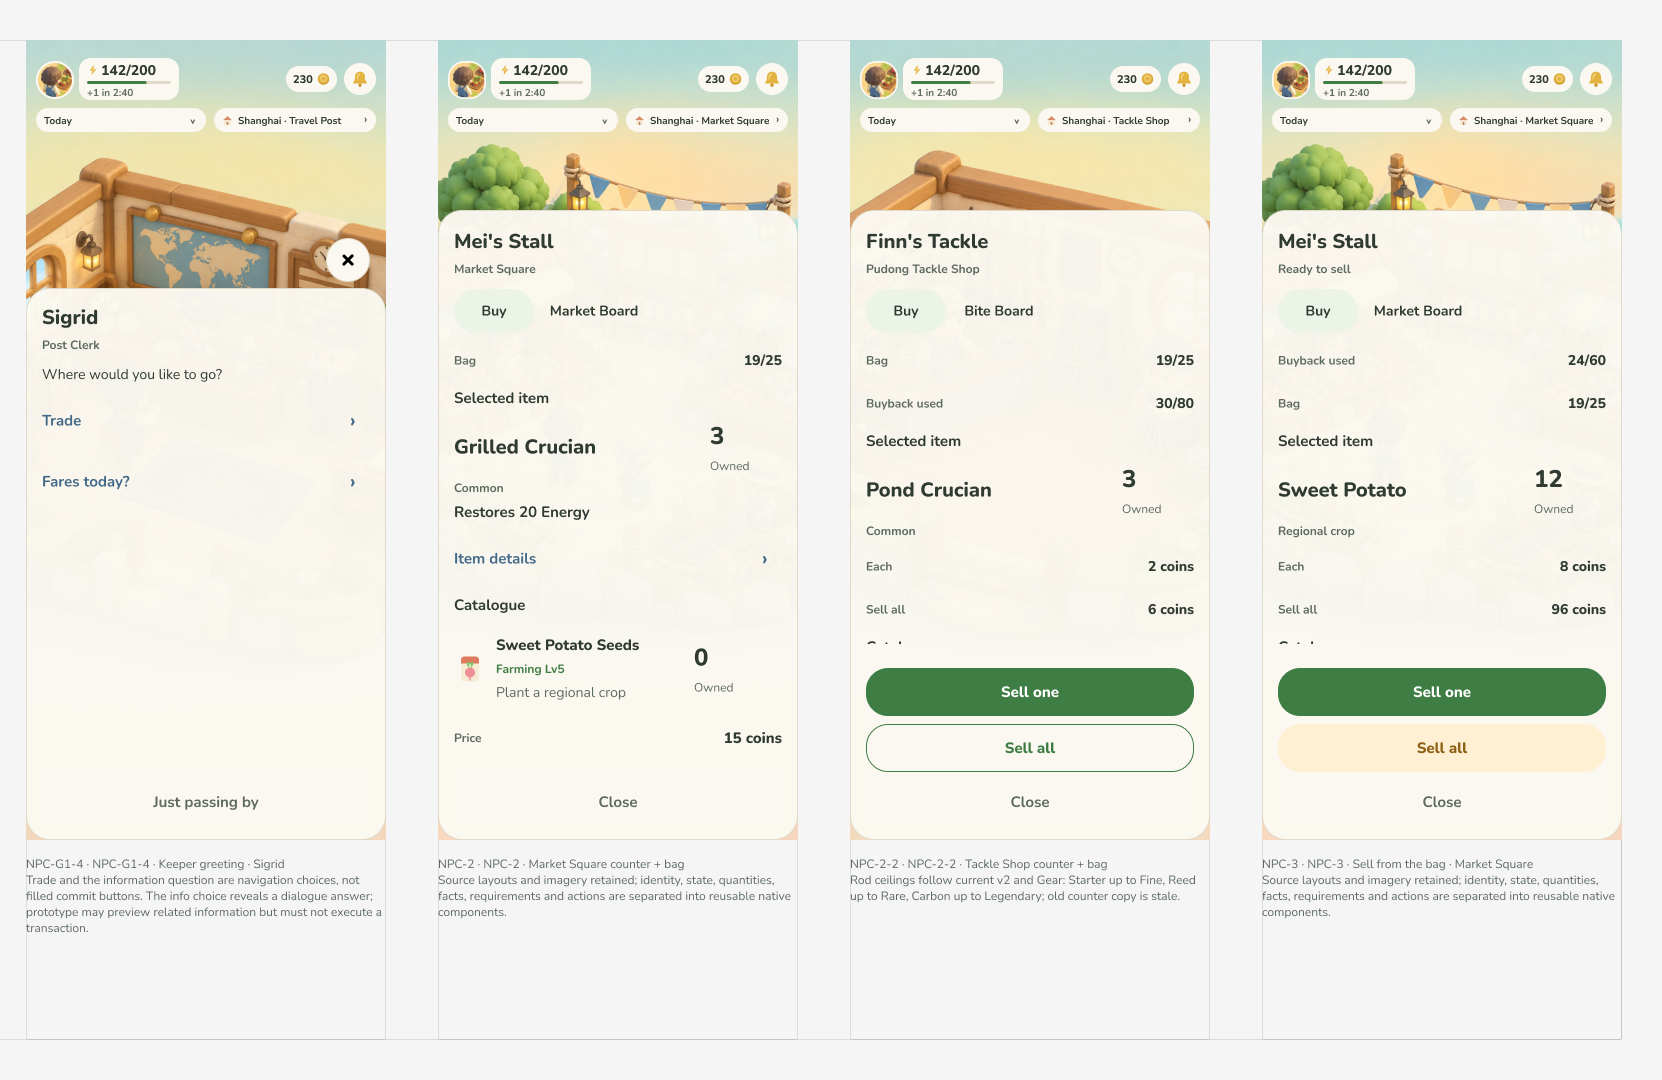 142/200
+1 in 2:40
230
Today
Shanghai · Travel Post
Sigrid
Post Clerk
Where would you like to go?
Trade
Fares today?
Just passing by
NPC-G1-4 · NPC-G1-4 · Keeper greeting · Sigrid
Trade and the information question are navigation choices, not
filled commit buttons. The info choice reveals a dialogue answer;
prototype may preview related information but must not execute a
transaction.
142/200
+1 in 2:40
230
Today
Shanghai · Market Square
Mei's Stall
Market Square
Buy
Market Board
Bag
19/25
Selected item
Grilled Crucian
3
Owned
Common
Restores 20 Energy
Item details
Catalogue
Sweet Potato Seeds
Farming Lv5
Plant a regional crop
0
Owned
Price
15 coins
Close
NPC-2 · NPC-2 · Market Square counter + bag
Source layouts and imagery retained; identity, state, quantities,
facts, requirements and actions are separated into reusable native
components.
142/200
+1 in 2:40
230
Today
Shanghai · Tackle Shop
Finn's Tackle
Pudong Tackle Shop
Buy
Bite Board
Bag
19/25
Buyback used
30/80
Selected item
Pond Crucian
3
Owned
Common
Each
2 coins
Sell all
6 coins
Sell one
Sell all
Close
NPC-2-2 · NPC-2-2 · Tackle Shop counter + bag
Rod ceilings follow current v2 and Gear: Starter up to Fine, Reed
up to Rare, Carbon up to Legendary; old counter copy is stale.
142/200
+1 in 2:40
230
Today
Shanghai · Market Square
Mei's Stall
Ready to sell
Buy
Market Board
Buyback used
24/60
Bag
19/25
Selected item
Sweet Potato
12
Owned
Regional crop
Each
8 coins
Sell all
96 coins
Sell one
Sell all
Close
NPC-3 · NPC-3 · Sell from the bag · Market Square
Source layouts and imagery retained; identity, state, quantities,
facts, requirements and actions are separated into reusable native
components.